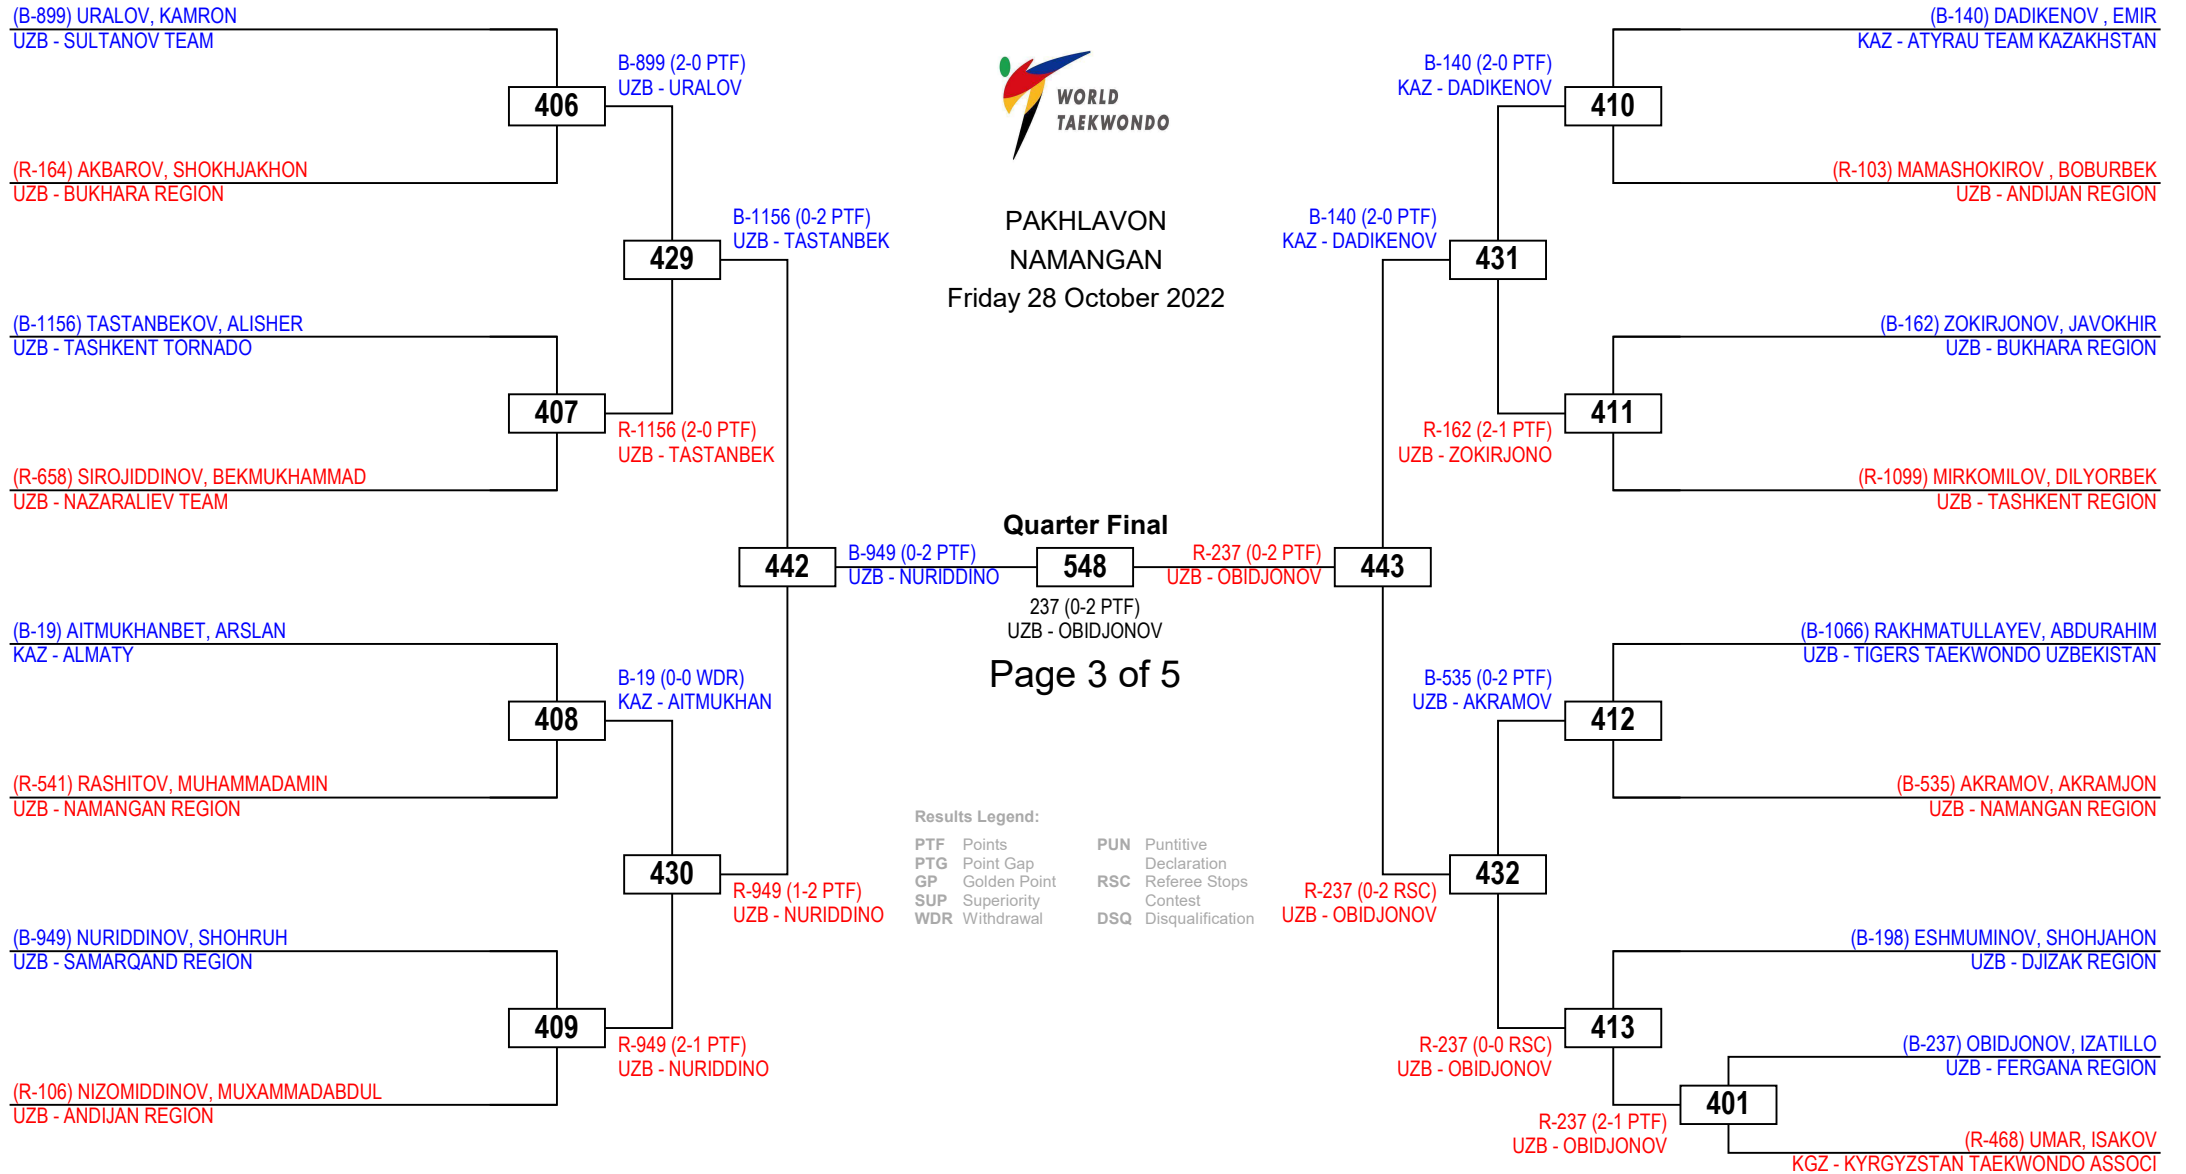 (B-899) URALOV, KAMRON
UZB - SULTANOV TEAM
B-899 (2-0 PTF)
UZB - URALOV
406
(R-164) AKBAROV, SHOKHJAKHON
UZB - BUKHARA REGION
B-1156 (0-2 PTF)
UZB - TASTANBEK
429
(B-1156) TASTANBEKOV, ALISHER
UZB - TASHKENT TORNADO
407
R-1156 (2-0 PTF)
UZB - TASTANBEK
(R-658) SIROJIDDINOV, BEKMUKHAMMAD
UZB - NAZARALIEV TEAM
442
B-949 (0-2 PTF)
UZB - NURIDDINO
(B-19) AITMUKHANBET, ARSLAN
KAZ - ALMATY
B-19 (0-0 WDR)
KAZ - AITMUKHAN
408
(R-541) RASHITOV, MUHAMMADAMIN
UZB - NAMANGAN REGION
430
R-949 (1-2 PTF)
UZB - NURIDDINO
(B-949) NURIDDINOV, SHOHRUH
UZB - SAMARQAND REGION
409
R-949 (2-1 PTF)
UZB - NURIDDINO
(R-106) NIZOMIDDINOV, MUXAMMADABDUL
UZB - ANDIJAN REGION
WORLD
TAEKWONDO
PAKHLAVON
NAMANGAN
Friday 28 October 2022
Quarter Final
548
237 (0-2 PTF)
UZB - OBIDJONOV
Page 3 of 5
Results Legend:
PTF Points
PTG Point Gap
GP Golden Point
SUP Superiority
WDR Withdrawal
PUN Puntitive
Declaration
RSC Referee Stops
Contest
DSQ Disqualification
(B-140) DADIKENOV , EMIR
KAZ - ATYRAU TEAM KAZAKHSTAN
B-140 (2-0 PTF)
KAZ - DADIKENOV
410
(R-103) MAMASHOKIROV , BOBURBEK
UZB - ANDIJAN REGION
B-140 (2-0 PTF)
KAZ - DADIKENOV
431
(B-162) ZOKIRJONOV, JAVOKHIR
UZB - BUKHARA REGION
411
R-162 (2-1 PTF)
UZB - ZOKIRJONO
(R-1099) MIRKOMILOV, DILYORBEK
UZB - TASHKENT REGION
R-237 (0-2 PTF)
UZB - OBIDJONOV
443
(B-1066) RAKHMATULLAYEV, ABDURAHIM
UZB - TIGERS TAEKWONDO UZBEKISTAN
B-535 (0-2 PTF)
UZB - AKRAMOV
412
(B-535) AKRAMOV, AKRAMJON
UZB - NAMANGAN REGION
432
R-237 (0-2 RSC)
UZB - OBIDJONOV
(B-198) ESHMUMINOV, SHOHJAHON
UZB - DJIZAK REGION
413
R-237 (0-0 RSC)
UZB - OBIDJONOV
(B-237) OBIDJONOV, IZATILLO
UZB - FERGANA REGION
401
R-237 (2-1 PTF)
UZB - OBIDJONOV
(R-468) UMAR, ISAKOV
KGZ - KYRGYZSTAN TAEKWONDO ASSOCI